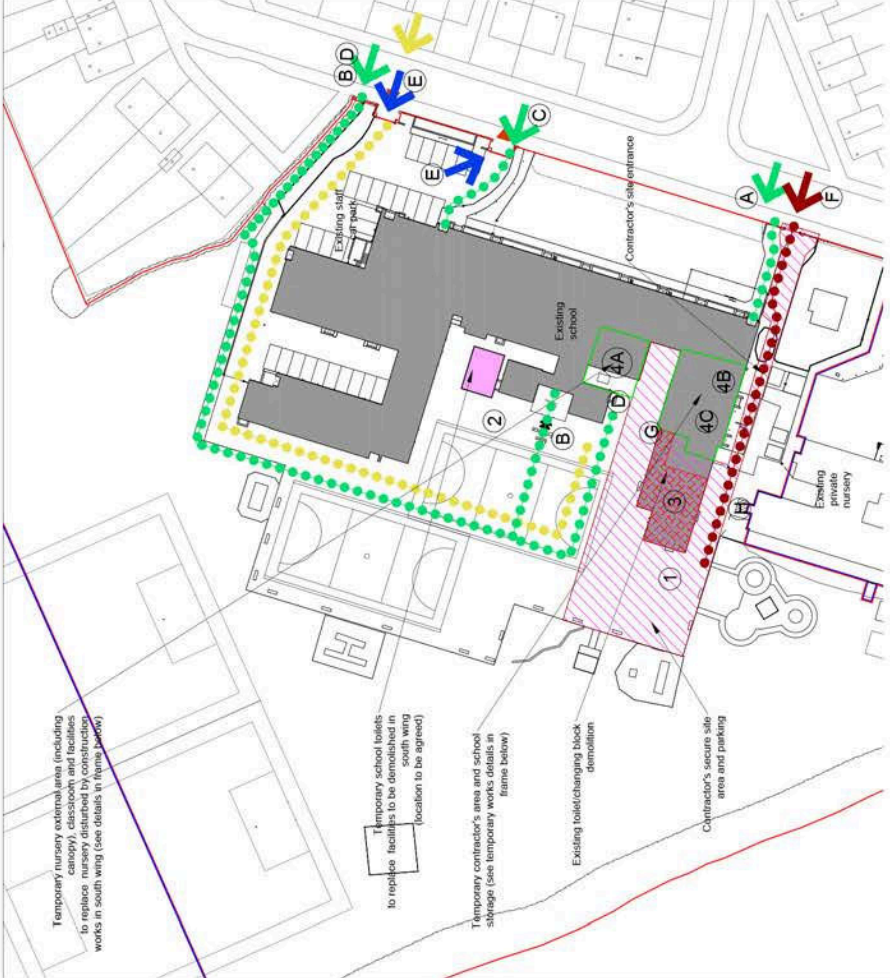 Temporary nursery external area (including
canopy), classroom and facilities
to replace nursery disturbed by construction
works in south wing (see details in frame below)
Temporary school toilets
to replace facilities to be demolished in
south wing
(location to be agreed)
Temporary contractor's area and school
storage (see temporary works details in
frame below)
Existing toilet/changing block
demolition
Contractor's secure site
area and parking
Existing staff
car park
Existing
school
Contractor's site entrance
Existing
private
nursery
B D
E
E
C
A
F
4A
4B
4C
D
B
G
H
1
2
3